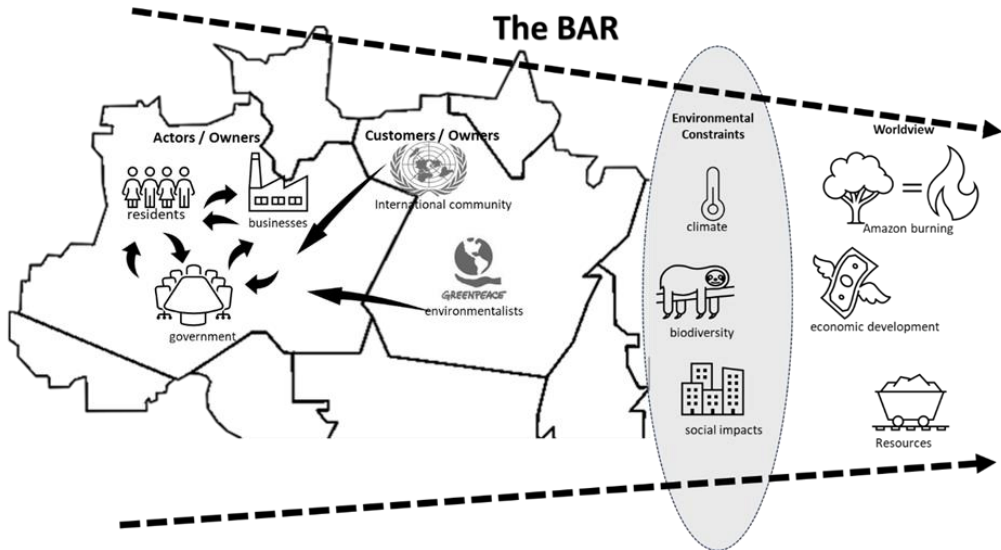 The BAR
Actors / Owners
residents
businesses
government
Customers / Owners
International community
GREENPEACE
environmentalists
Environmental
Constraints
climate
biodiversity
social impacts
Worldview
Amazon burning
economic development
Resources